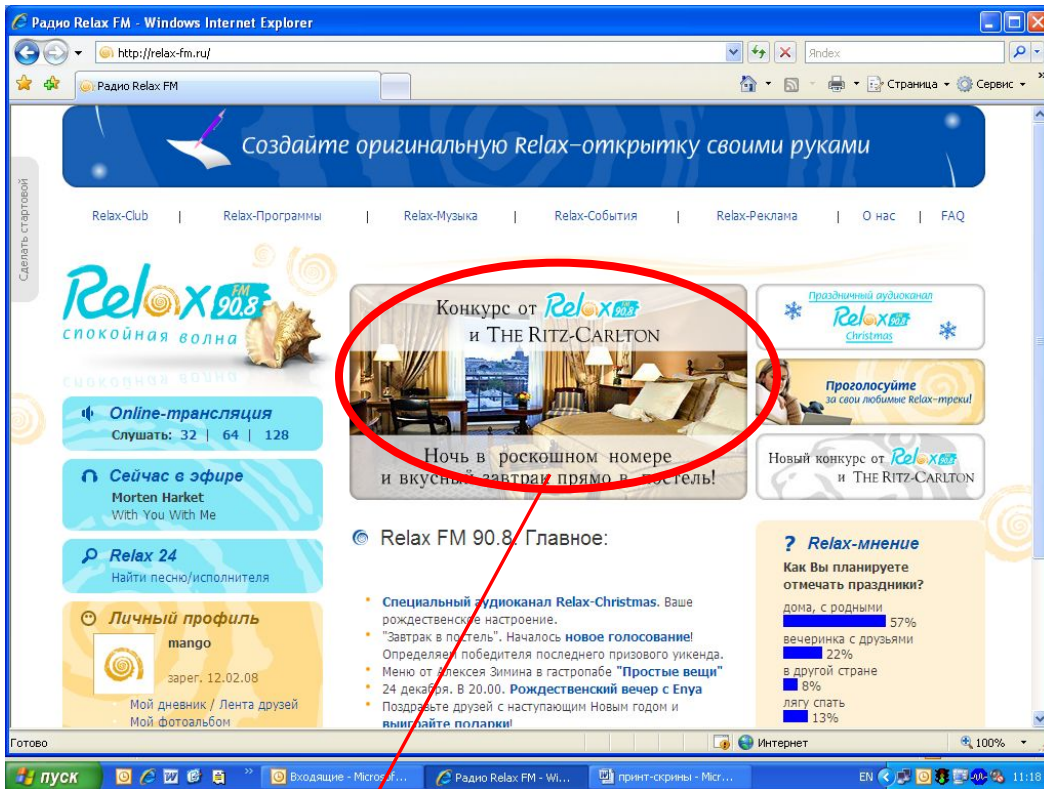 Радио Relax FM - Windows Internet Explorer
http://relax-fm.ru/
Яndex
Радио Relax FM
Страница
Сервис
Сделать стартовой
Создайте оригинальную Relax-открытку своими руками
Relax-Club | Relax-Программы | Relax-Музыка | Relax-События | Relax-Реклама | О нас | FAQ
Relax FM 90.8
спокойная волна
Online-трансляция
Слушать: 32 | 64 | 128
Сейчас в эфире
Morten Harket
With You With Me
Relax 24
Найти песню/исполнителя
Личный профиль
mango
зарег. 12.02.08
Мой дневник / Лента друзей
Мой фотоальбом
Конкурс от Relax FM 90.8
и THE RITZ-CARLTON
Ночь в роскошном номере
и вкусный завтрак прямо в постель!
Relax FM 90.8. Главное:
Специальный аудиоканал Relax-Christmas. Ваше
рождественское настроение.
"Завтрак в постель". Началось новое голосование!
Определяем победителя последнего призового уикенда.
Меню от Алексея Зимина в гастропабе "Простые вещи"
24 декабря. В 20.00. Рождественский вечер с Enya
Поздравьте друзей с наступающим Новым годом и
выиграйте подарки!
Праздничный аудиоканал
Relax FM 90.8
Christmas
Проголосуйте
за свои любимые Relax-треки!
Новый конкурс от Relax FM 90.8
и THE RITZ-CARLTON
? Relax-мнение
Как Вы планируете
отмечать праздники?
дома, с родными
57%
вечеринка с друзьями
22%
в другой стране
8%
лягу спать
13%
Готово
Интернет
100%
пуск
Входящие - Microsof...
Радио Relax FM - Wi...
принт-скрины - Micr...
EN
11:18